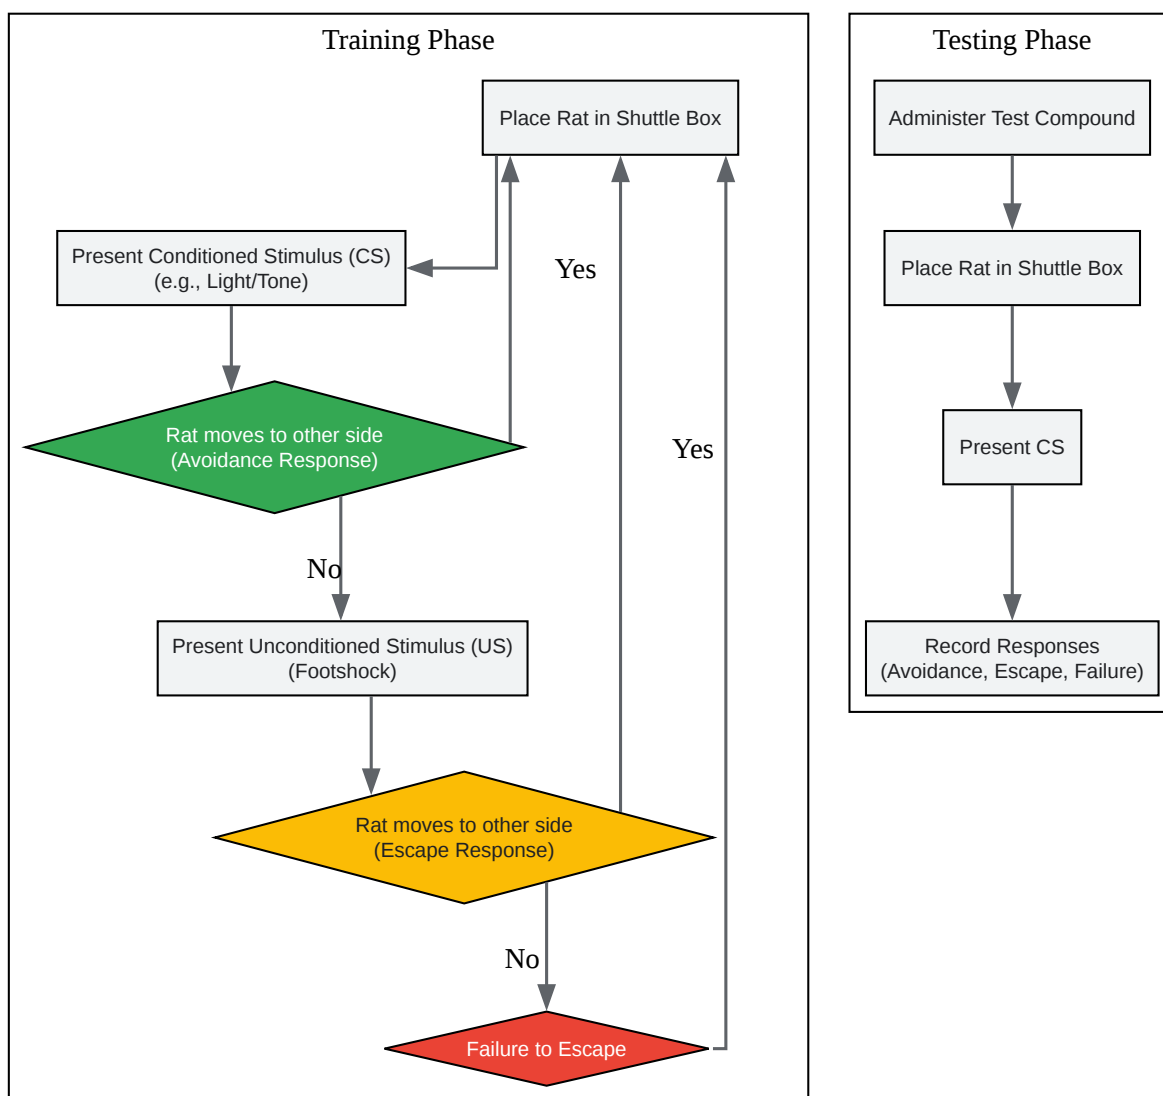 Training Phase
Place Rat in Shuttle Box
Present Conditioned Stimulus (CS)
(e.g., Light/Tone)
Yes
Rat moves to other side
(Avoidance Response)
Yes
No
Present Unconditioned Stimulus (US)
(Footshock)
Rat moves to other side
(Escape Response)
No
Failure to Escape
Testing Phase
Administer Test Compound
Place Rat in Shuttle Box
Present CS
Record Responses
(Avoidance, Escape, Failure)